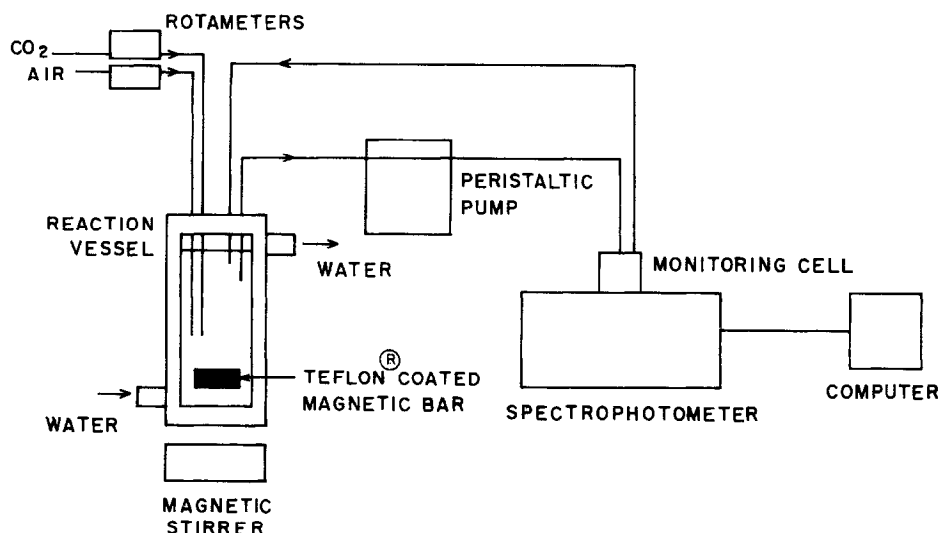 ROTAMETERS
CO2
AIR
REACTION
VESSEL
WATER
PERISTALTIC
PUMP
MONITORING CELL
TEFLON® COATED
MAGNETIC BAR
WATER
SPECTROPHOTOMETER
COMPUTER
MAGNETIC
STIRRER